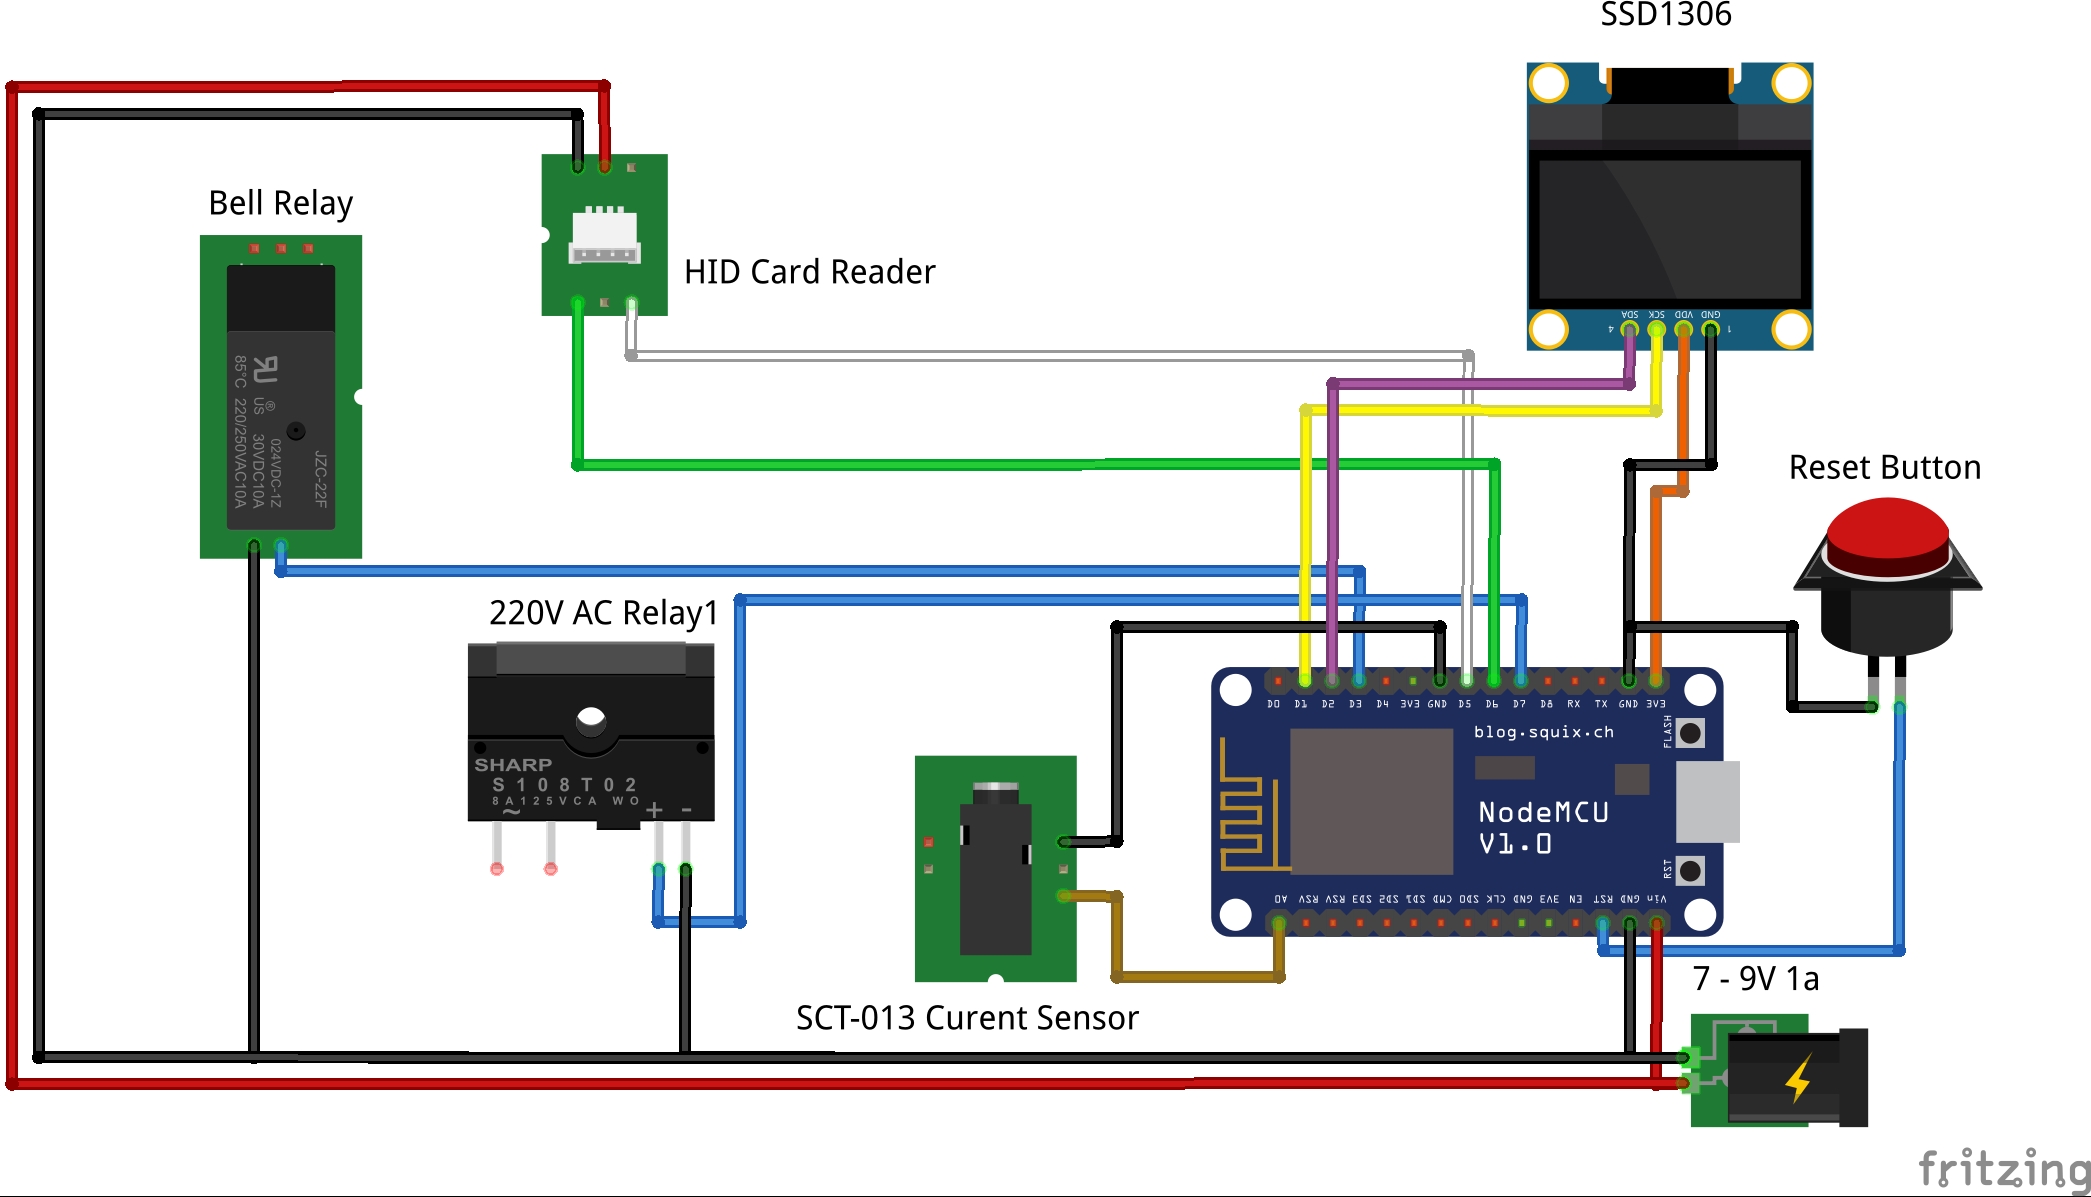 SSD1306
SDA
SCK
VDD
GND
4
1
Bell Relay
HID Card Reader
85°C 220/250VAC10A
US
®
30VDC10A
024VDC-1Z
JZC-22F
Reset Button
220V AC Relay1
SHARP
S108T02
8A125VCA WO
+ -
~
D0 D1 D2 D3 D4 3V3 GND D5 D6 D7 D8 RX TX GND 3V3
blog.squix.ch
FLASH
NodeMCU
V1.0
RST
A0 RSV RSV SD3 SD2 SD1 CMD SD0 CLK GND 3V3 EN RST GND Vin
7 - 9V 1a
SCT-013 Curent Sensor
fritzing